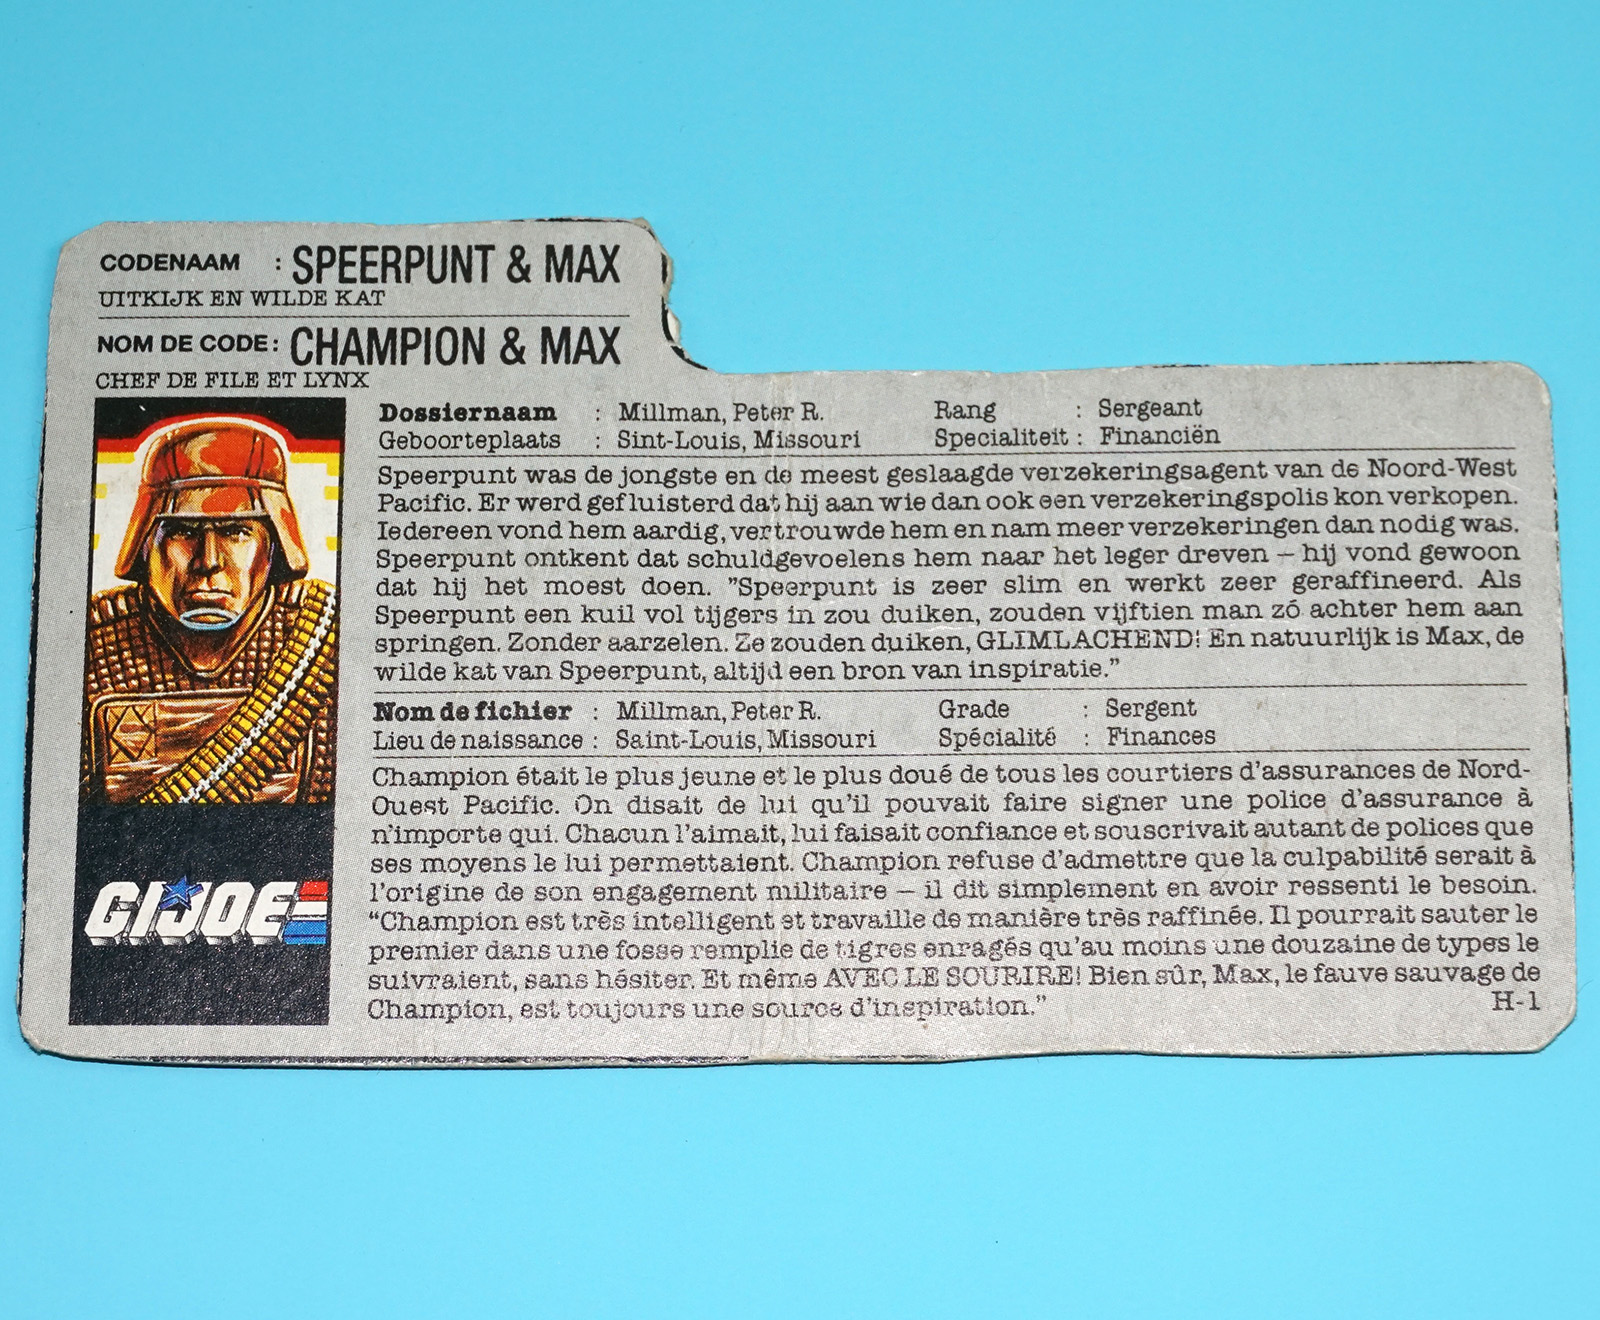 CODENAAM : SPEERPUNT & MAX
UITKIJK EN WILDE KAT
NOM DE CODE: CHAMPION & MAX
CHEF DE FILE ET LYNX
Dossiernaam : Millman, Peter R. Rang : Sergeant
Geboorteplaats : Sint-Louis, Missouri Specialiteit : Financiën
Speerpunt was de jongste en de meest geslaagde verzekeringsagent van de Noord-West
Pacific. Er werd gefluisterd dat hij aan wie dan ook een verzekeringspolis kon verkopen.
Iedereen vond hem aardig, vertrouwde hem en nam meer verzekeringen dan nodig was.
Speerpunt ontkent dat schuldgevoelens hem naar het leger dreven – hij vond gewoon
dat hij het moest doen. "Speerpunt is zeer slim en werkt zeer geraffineerd. Als
Speerpunt een kuil vol tijgers in zou duiken, zouden vijftien man zó achter hem aan
springen. Zonder aarzelen. Ze zouden duiken, GLIMLACHEND! En natuurlijk is Max, de
wilde kat van Speerpunt, altijd een bron van inspiratie."
Nom de fichier : Millman, Peter R. Grade : Sergent
Lieu de naissance : Saint-Louis, Missouri Spécialité : Finances
Champion était le plus jeune et le plus doué de tous les courtiers d'assurances de Nord-
Ouest Pacific. On disait de lui qu'il pouvait faire signer une police d'assurance à
n'importe qui. Chacun l'aimait, lui faisait confiance et souscrivait autant de polices que
ses moyens le lui permettaient. Champion refuse d'admettre que la culpabilité serait à
l'origine de son engagement militaire – il dit simplement en avoir ressenti le besoin.
"Champion est très intelligent et travaille de manière très raffinée. Il pourrait sauter le
premier dans une fosse remplie de tigres enragés qu'au moins une douzaine de types le
suivraient, sans hésiter. Et même AVEC LE SOURIRE! Bien sûr, Max, le fauve sauvage de
Champion, est toujours une source d'inspiration."
H-1
GI JOE